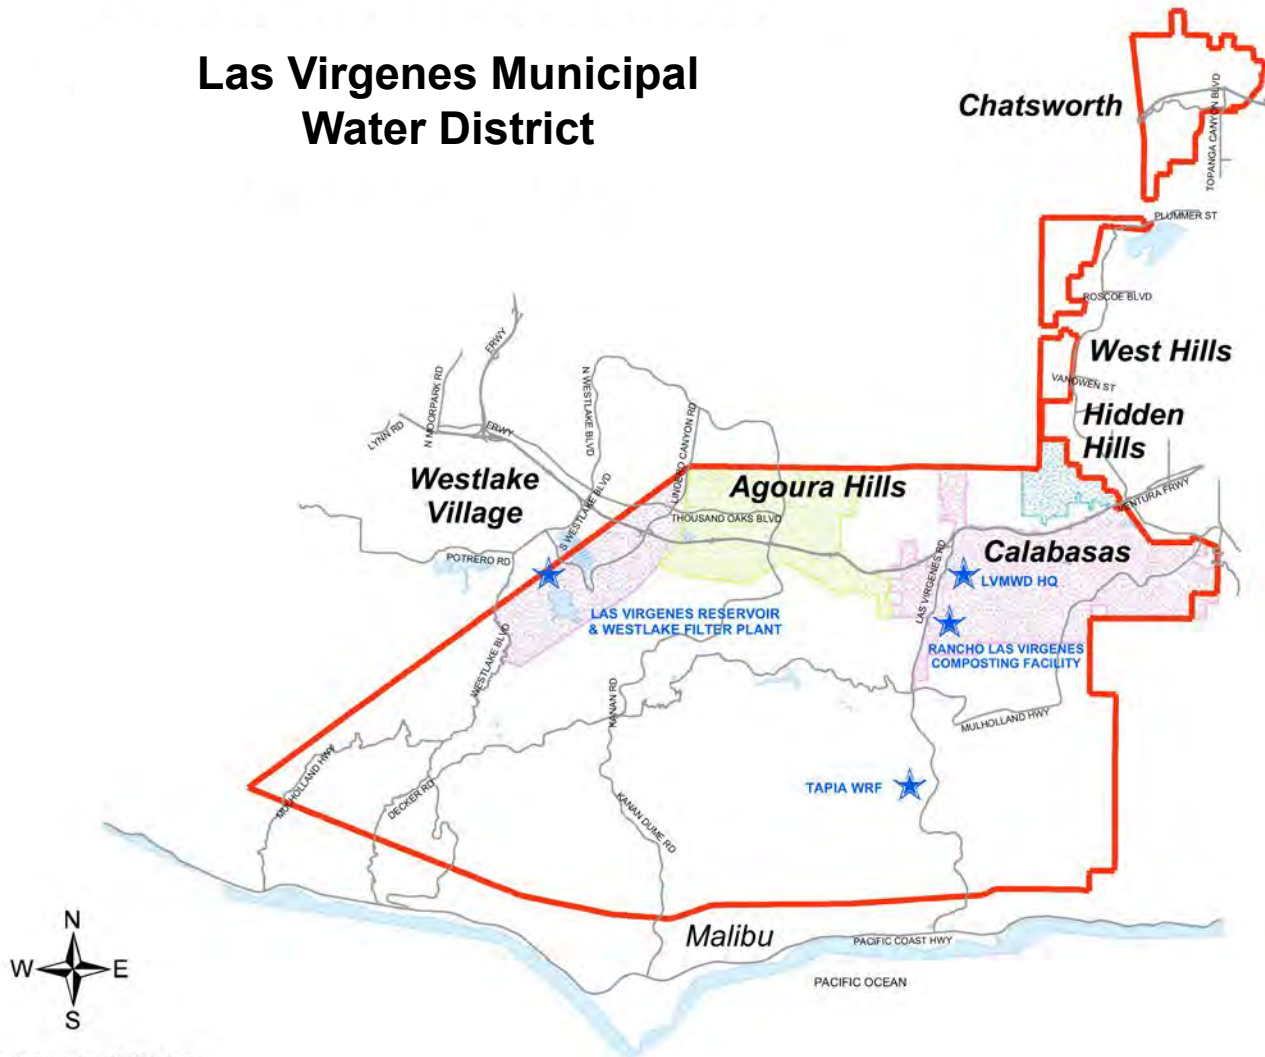 Las Virgenes Municipal
Water District
Chatsworth
TOPANGA CANYON BLVD
PLUMMER ST
ROSCOE BLVD
West Hills
VANOWEN ST
Hidden
Hills
FRWY
N MOORPARK RD
LYNN RD
FRWY
N WESTLAKE BLVD
LINDERO CANYON RD
Westlake
Village
Agoura Hills
VENTURA FRWY
S WESTLAKE BLVD
THOUSAND OAKS BLVD
POTRERO RD
Calabasas
LAS VIRGENES RD
LVMWD HQ
LAS VIRGENES RESERVOIR
& WESTLAKE FILTER PLANT
RANCHO LAS VIRGENES
COMPOSTING FACILITY
WESTLAKE BLVD
KANAN RD
MULHOLLAND HWY
MULHOLLAND HWY
DECKER RD
TAPIA WRF
KANAN DUME RD
Malibu
PACIFIC COAST HWY
PACIFIC OCEAN
N
W E
S